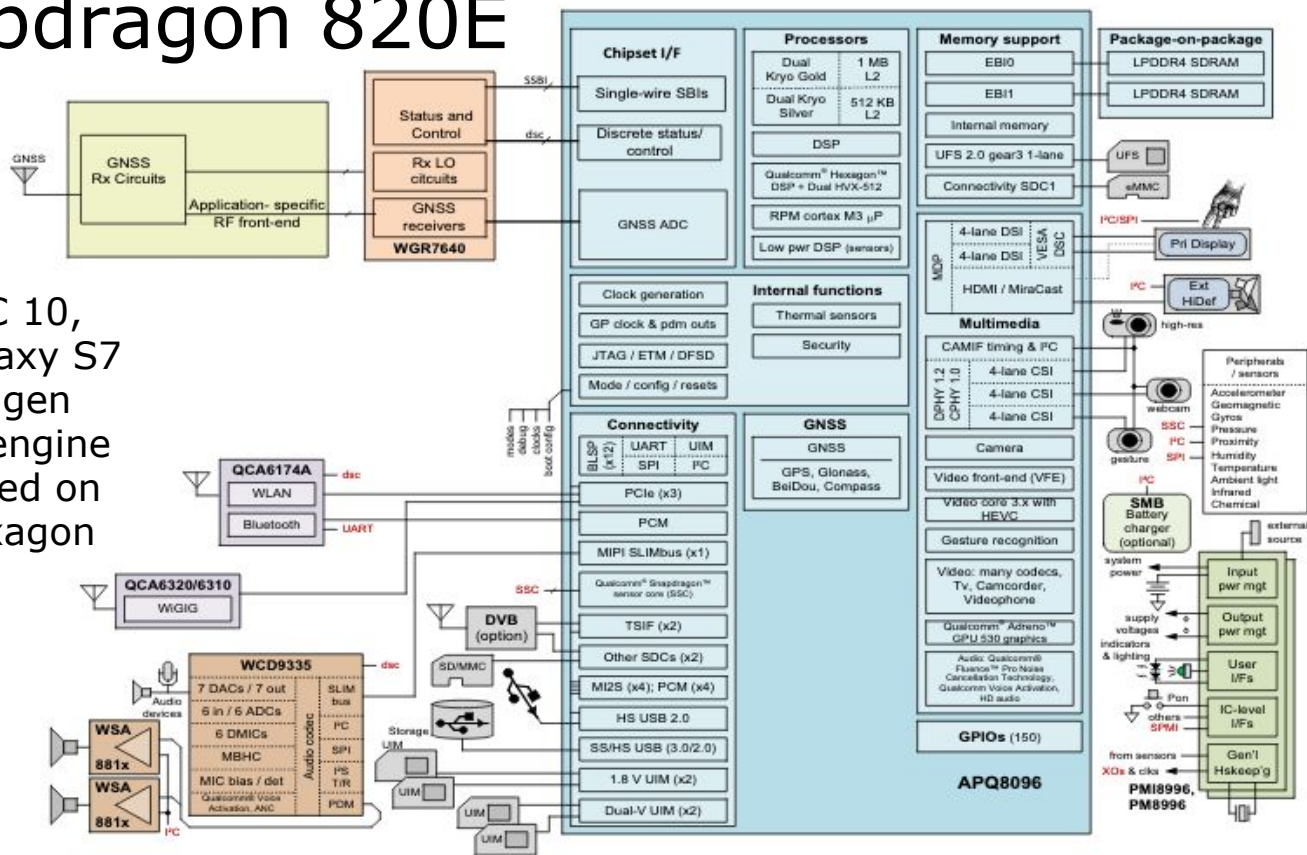 pdragon 820E
C 10,
axy S7
gen
engine
ed on
xagon
GNSS
GNSS
Rx Circuits
Application- specific
RF front-end
Status and
Control
Rx LO
citcuits
GNSS
receivers
WGR7640
SSBI
dsc
Chipset I/F
Single-wire SBIs
Discrete status/
control
GNSS ADC
Processors
Dual
Kryo Gold
1 MB
L2
Dual Kryo
Silver
512 KB
L2
DSP
Qualcomm® Hexagon™
DSP + Dual HVX-512
RPM cortex M3 µP
Low pwr DSP (sensors)
Memory support
EBI0
EBI1
Internal memory
UFS 2.0 gear3 1-lane
Connectivity SDC1
Package-on-package
LPDDR4 SDRAM
LPDDR4 SDRAM
UFS
eMMC
I²C/SPI
Pri Display
I²C
Ext
HiDef
MDP
4-lane DSI
4-lane DSI
VESA
DSC
HDMI / MiraCast
Multimedia
CAMIF timing & I²C
DPHY 1.2
CPHY 1.0
4-lane CSI
4-lane CSI
4-lane CSI
Camera
Video front-end (VFE)
Video core 3.x with
HEVC
Gesture recognition
Video: many codecs,
Tv, Camcorder,
Videophone
Qualcomm® Adreno™
GPU 530 graphics
Audio: Qualcomm®
Fluence™ Pro Noise
Cancellation Technology,
Qualcomm Voice Activation,
HD audio
GPIOs (150)
APQ8096
high-res
webcam
gesture
Peripherals
/ sensors
Accelerometer
Geomagnetic
Gyros
Pressure
Proximity
Humidity
Temperature
Ambient light
Infrared
Chemical
SSC
I²C
SPI
I²C
SMB
Battery
charger
(optional)
external
source
system
power
supply
voltages
indicators
& lighting
Pon
others
SPMI
from sensors
XOs & clks
Input
pwr mgt
Output
pwr mgt
User
I/Fs
IC-level
I/Fs
Gen'l
Hskeep'g
PMI8996,
PM8996
Clock generation
GP clock & pdm outs
JTAG / ETM / DFSD
Mode / config / resets
modes
debug
clocks
boot config
Internal functions
Thermal sensors
Security
GNSS
GNSS
GPS, Glonass,
BeiDou, Compass
Connectivity
BLSP
(x12)
UART
UIM
SPI
I²C
PCIe (x3)
PCM
MIPI SLIMbus (x1)
Qualcomm® Snapdragon™
sensor core (SSC)
TSIF (x2)
Other SDCs (x2)
MI2S (x4); PCM (x4)
HS USB 2.0
SS/HS USB (3.0/2.0)
1.8 V UIM (x2)
Dual-V UIM (x2)
QCA6174A
WLAN
Bluetooth
dsc
UART
QCA6320/6310
WiGIG
SSC
DVB
(option)
SD/MMC
Storage
UIM
UIM
UIM
UIM
WCD9335
7 DACs / 7 out
6 in / 6 ADCs
6 DMICs
MBHC
MIC bias / det
Qualcomm® Voice
Activation, ANC
Audio codec
SLIM
bus
I²C
SPI
I²S
T/R
PDM
dsc
Audio
devices
WSA
881x
WSA
881x
I²C